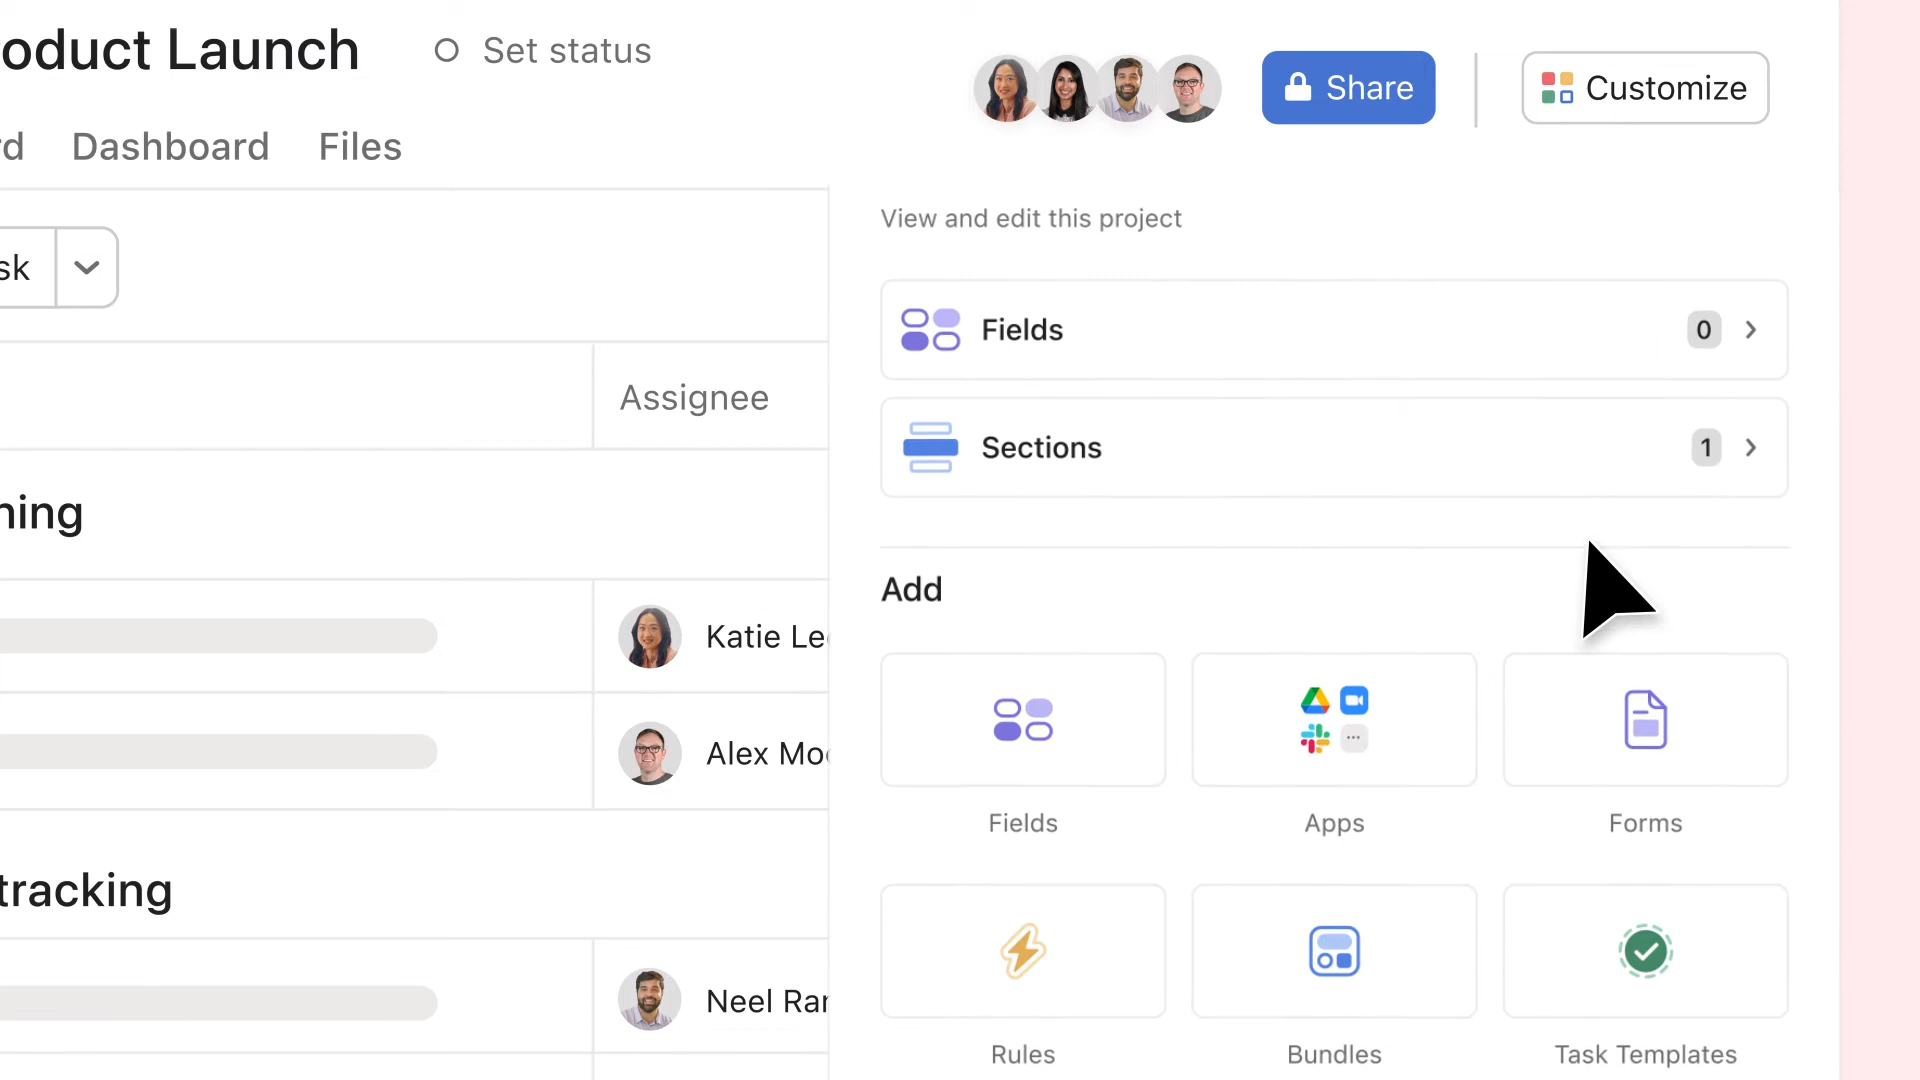 oduct Launch
Set status
Share
Customize
d
Dashboard
Files
View and edit this project
sk
Fields
0
Assignee
Sections
1
ning
Add
Katie Le
Alex Mo
Fields
Apps
Forms
tracking
Neel Ra
Rules
Bundles
Task Templates